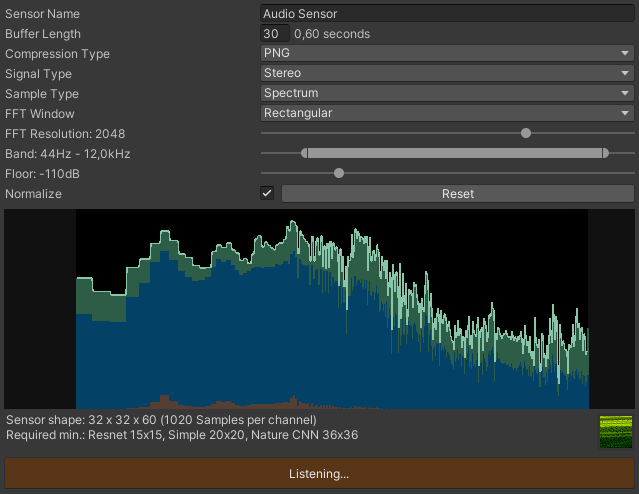 Sensor Name Audio Sensor
Buffer Length 30 0,60 seconds
Compression Type PNG
Signal Type Stereo
Sample Type Spectrum
FFT Window Rectangular
FFT Resolution: 2048
Band: 44Hz - 12,0kHz
Floor: -110dB
Normalize Reset
Sensor shape: 32 x 32 x 60 (1020 Samples per channel)
Required min.: Resnet 15x15, Simple 20x20, Nature CNN 36x36
Listening...